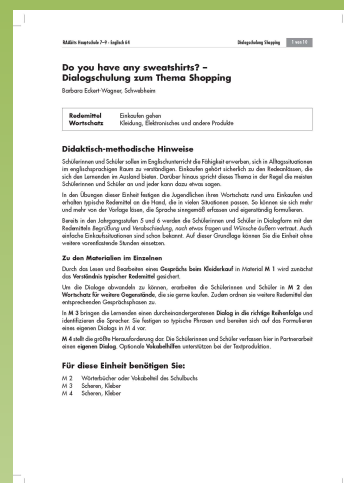 RAAbits Hauptschule 7–9 · Englisch 64
Dialogschulung Shopping
1 von 10
Do you have any sweatshirts? –
Dialogschulung zum Thema Shopping
Barbara Eckert-Wagner, Schwebheim
Redemittel Einkaufen gehen
Wortschatz Kleidung, Elektronisches und andere Produkte
Didaktisch-methodische Hinweise
Schülerinnen und Schüler sollen im Englischunterricht die Fähigkeit erwerben, sich in Alltagssituationen
im englischsprachigen Raum zu verständigen. Einkaufen gehört sicherlich zu den Redeanlässen, die
sich den Lernenden im Ausland bieten. Darüber hinaus spricht dieses Thema in der Regel die meisten
Schülerinnen und Schüler an und jeder kann dazu etwas sagen.
In den Übungen dieser Einheit festigen die Jugendlichen ihren Wortschatz rund ums Einkaufen und
erhalten typische Redemittel an die Hand, die in vielen Situationen passen. So können sie sich mehr
und mehr von der Vorlage lösen, die Sprache sinngemäß erfassen und eigenständig formulieren.
Bereits in den Jahrgangsstufen 5 und 6 werden die Schülerinnen und Schüler in Dialogform mit den
Redemitteln Begrüßung und Verabschiedung, nach etwas fragen und Wünsche äußern vertraut. Auch
einfache Einkaufssituationen sind schon bekannt. Auf dieser Grundlage können Sie die Einheit ohne
weitere vorentlastende Stunden einsetzen.
Zu den Materialien im Einzelnen
Durch das Lesen und Bearbeiten eines Gesprächs beim Kleiderkauf in Material M 1 wird zunächst
das Verständnis typischer Redemittel gesichert.
Um die Dialoge abwandeln zu können, erarbeiten die Schülerinnen und Schüler in M 2 den
Wortschatz für weitere Gegenstände, die sie gerne kaufen. Zudem ordnen sie weitere Redemittel den
entsprechenden Gesprächsphasen zu.
In M 3 bringen die Lernenden einen durcheinandergeratenen Dialog in die richtige Reihenfolge und
identifizieren die Sprecher. Sie festigen so typische Phrasen und bereiten sich auf das Formulieren
eines eigenen Dialogs in M 4 vor.
M 4 stellt die größte Herausforderung dar: Die Schülerinnen und Schüler verfassen hier in Partnerarbeit
einen eigenen Dialog. Optionale Vokabelhilfen unterstützen bei der Textproduktion.
Für diese Einheit benötigen Sie:
M 2 Wörterbücher oder Vokabelteil des Schulbuchs
M 3 Scheren, Kleber
M 4 Scheren, Kleber